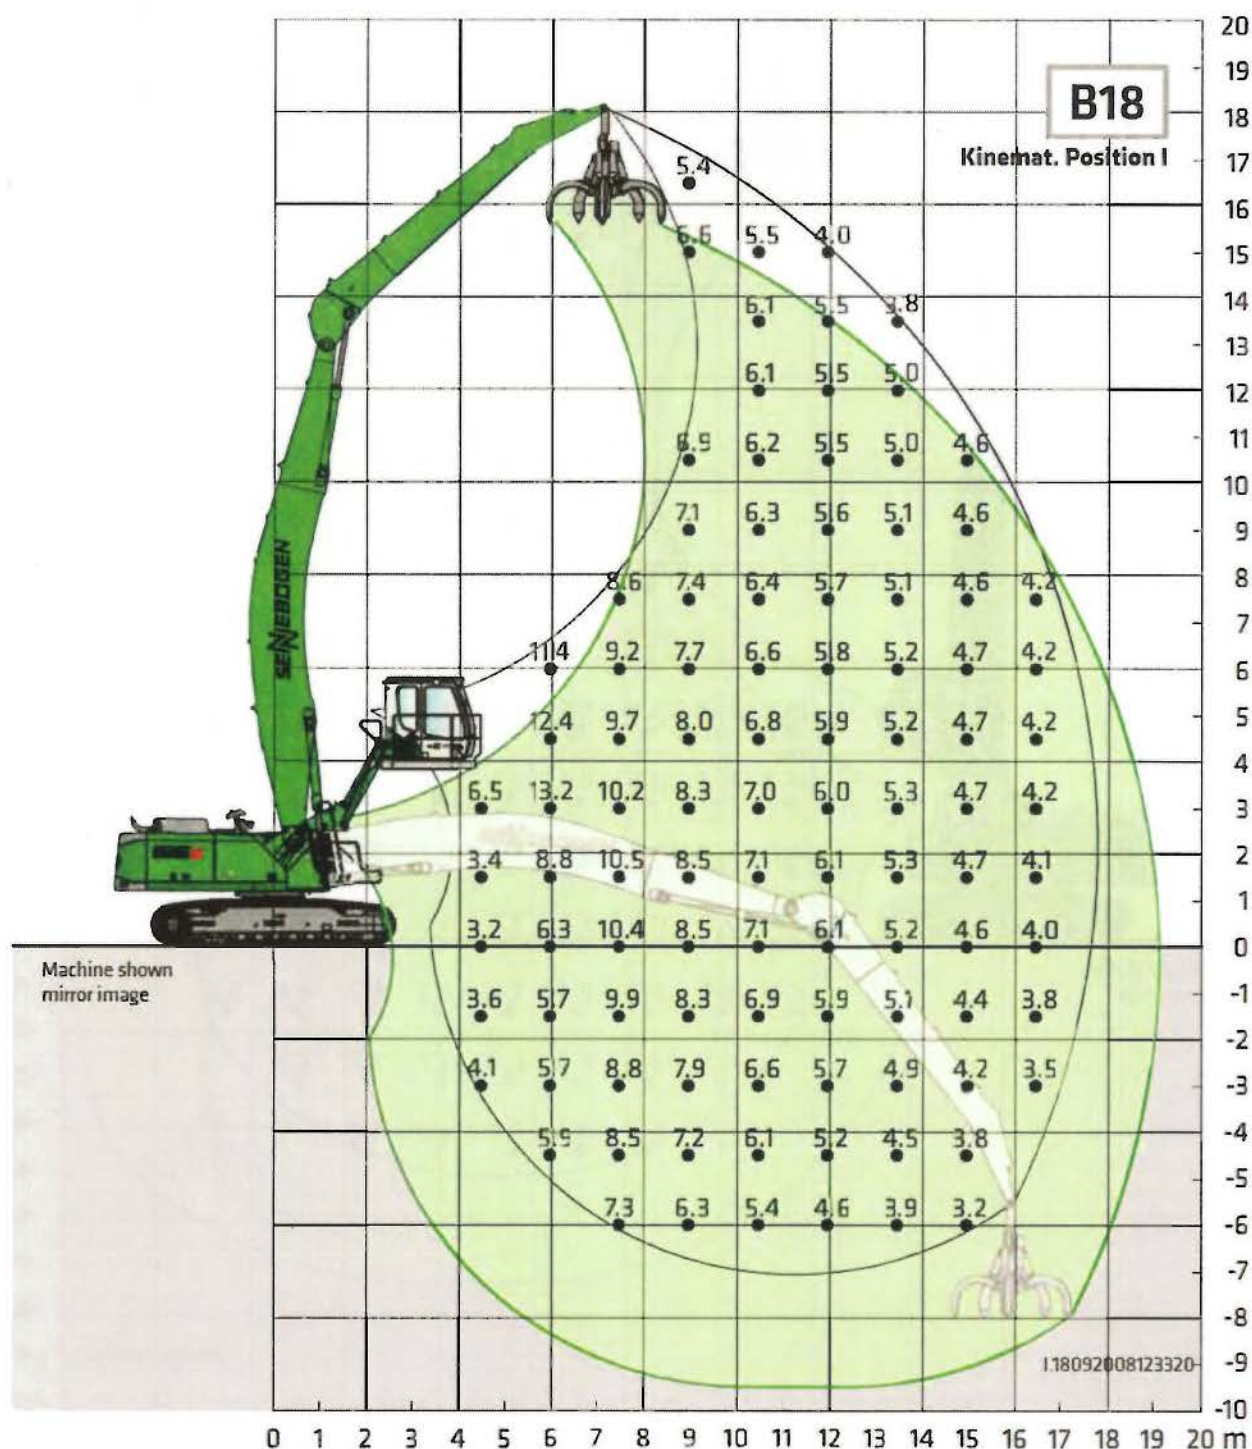 20
19
B18
18
Kinemat. Position I
17
5.4
16
6.6 5.5 4.0
15
14
6.1 5.5 3.8
13
6.1 5.5 5.0
12
6.9 6.2 5.5 5.0 4.6
11
10
7.1 6.3 5.6 5.1 4.6
9
SENNEBOGEN
8
8.6 7.4 6.4 5.7 5.1 4.6 4.2
7
11.4 9.2 7.7 6.6 5.8 5.2 4.7 4.2
6
12.4 9.7 8.0 6.8 5.9 5.2 4.7 4.2
5
4
6.5 13.2 10.2 8.3 7.0 6.0 5.3 4.7 4.2
3
2
3.4 8.8 10.5 8.5 7.1 6.1 5.3 4.7 4.1
1
3.2 6.3 10.4 8.5 7.1 6.1 5.2 4.6 4.0
0
Machine shown
mirror image
3.6 5.7 9.9 8.3 6.9 5.9 5.1 4.4 3.8
-1
-2
4.1 5.7 8.8 7.9 6.6 5.7 4.9 4.2 3.5
-3
-4
5.9 8.5 7.2 6.1 5.2 4.5 3.8
-5
7.3 6.3 5.4 4.6 3.9 3.2
-6
-7
-8
I.18092008123320
-9
-10
0 1 2 3 4 5 6 7 8 9 10 11 12 13 14 15 16 17 18 19 20 m